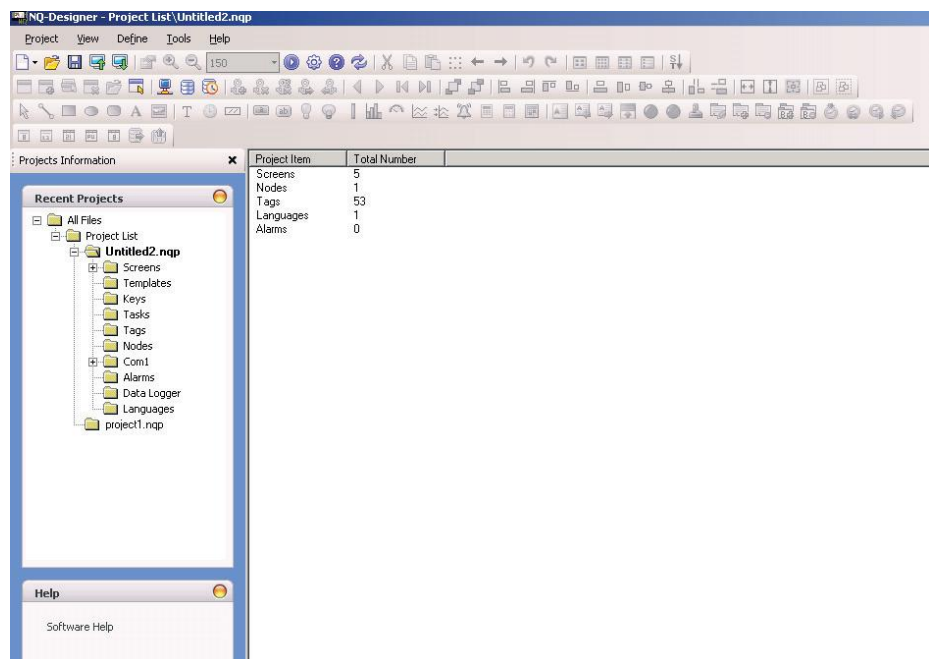 NQ-Designer - Project List\Untitled2.nqp
Project View Define Tools Help
150
Projects Information
Project Item Total Number
Screens 5
Nodes 1
Tags 53
Languages 1
Alarms 0
Recent Projects
All Files
Project List
Untitled2.nqp
Screens
Templates
Keys
Tasks
Tags
Nodes
Com1
Alarms
Data Logger
Languages
project1.nqp
Help
Software Help